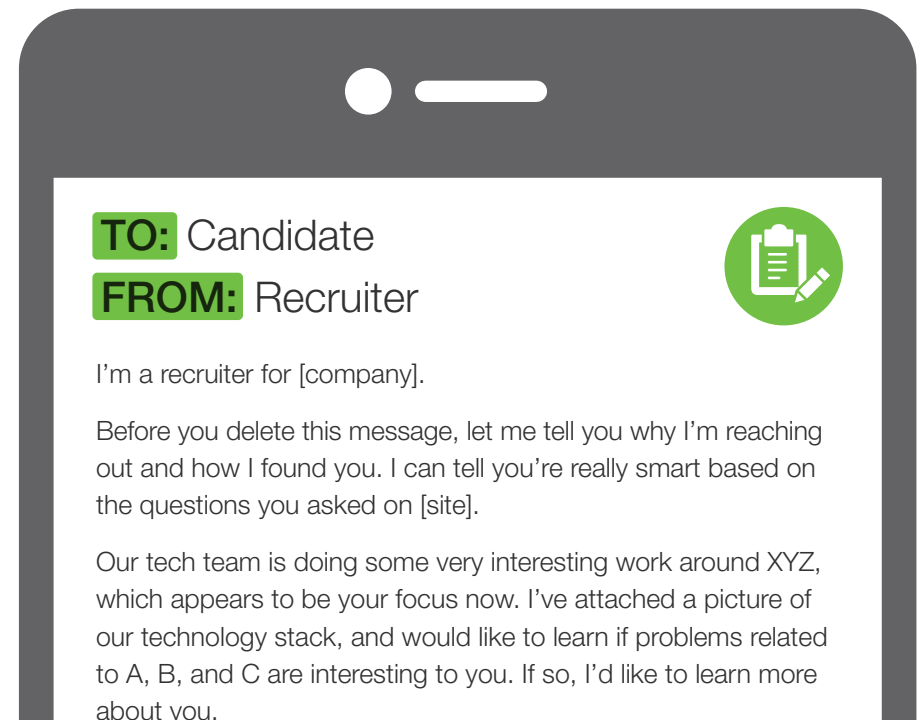 TO: Candidate
FROM: Recruiter
I’m a recruiter for [company].
Before you delete this message, let me tell you why I’m reaching
out and how I found you. I can tell you’re really smart based on
the questions you asked on [site].
Our tech team is doing some very interesting work around XYZ,
which appears to be your focus now. I’ve attached a picture of
our technology stack, and would like to learn if problems related
to A, B, and C are interesting to you. If so, I’d like to learn more
about you.